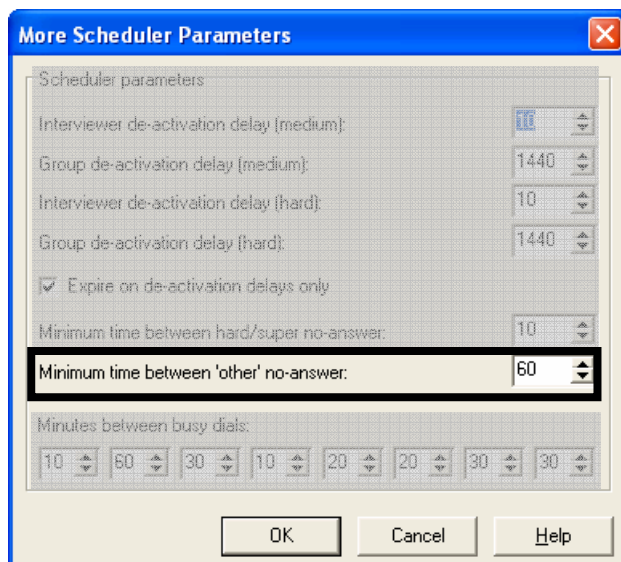 More Scheduler Parameters
Scheduler parameters
Interviewer de-activation delay (medium): 10
Group de-activation delay (medium): 1440
Interviewer de-activation delay (hard): 10
Group de-activation delay (hard): 1440
Expire on de-activation delays only
Minimum time between hard/super no-answer: 10
Minimum time between 'other' no-answer: 60
Minutes between busy dials:
10 60 30 10 20 20 30 30
OK Cancel Help